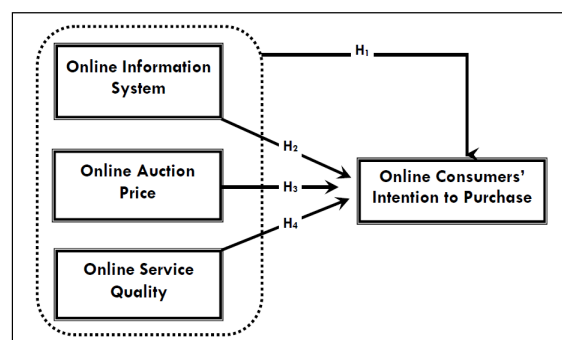 Online Information
System
H1
H2
Online Auction
Price
H3
Online Consumers'
Intention to Purchase
H4
Online Service
Quality